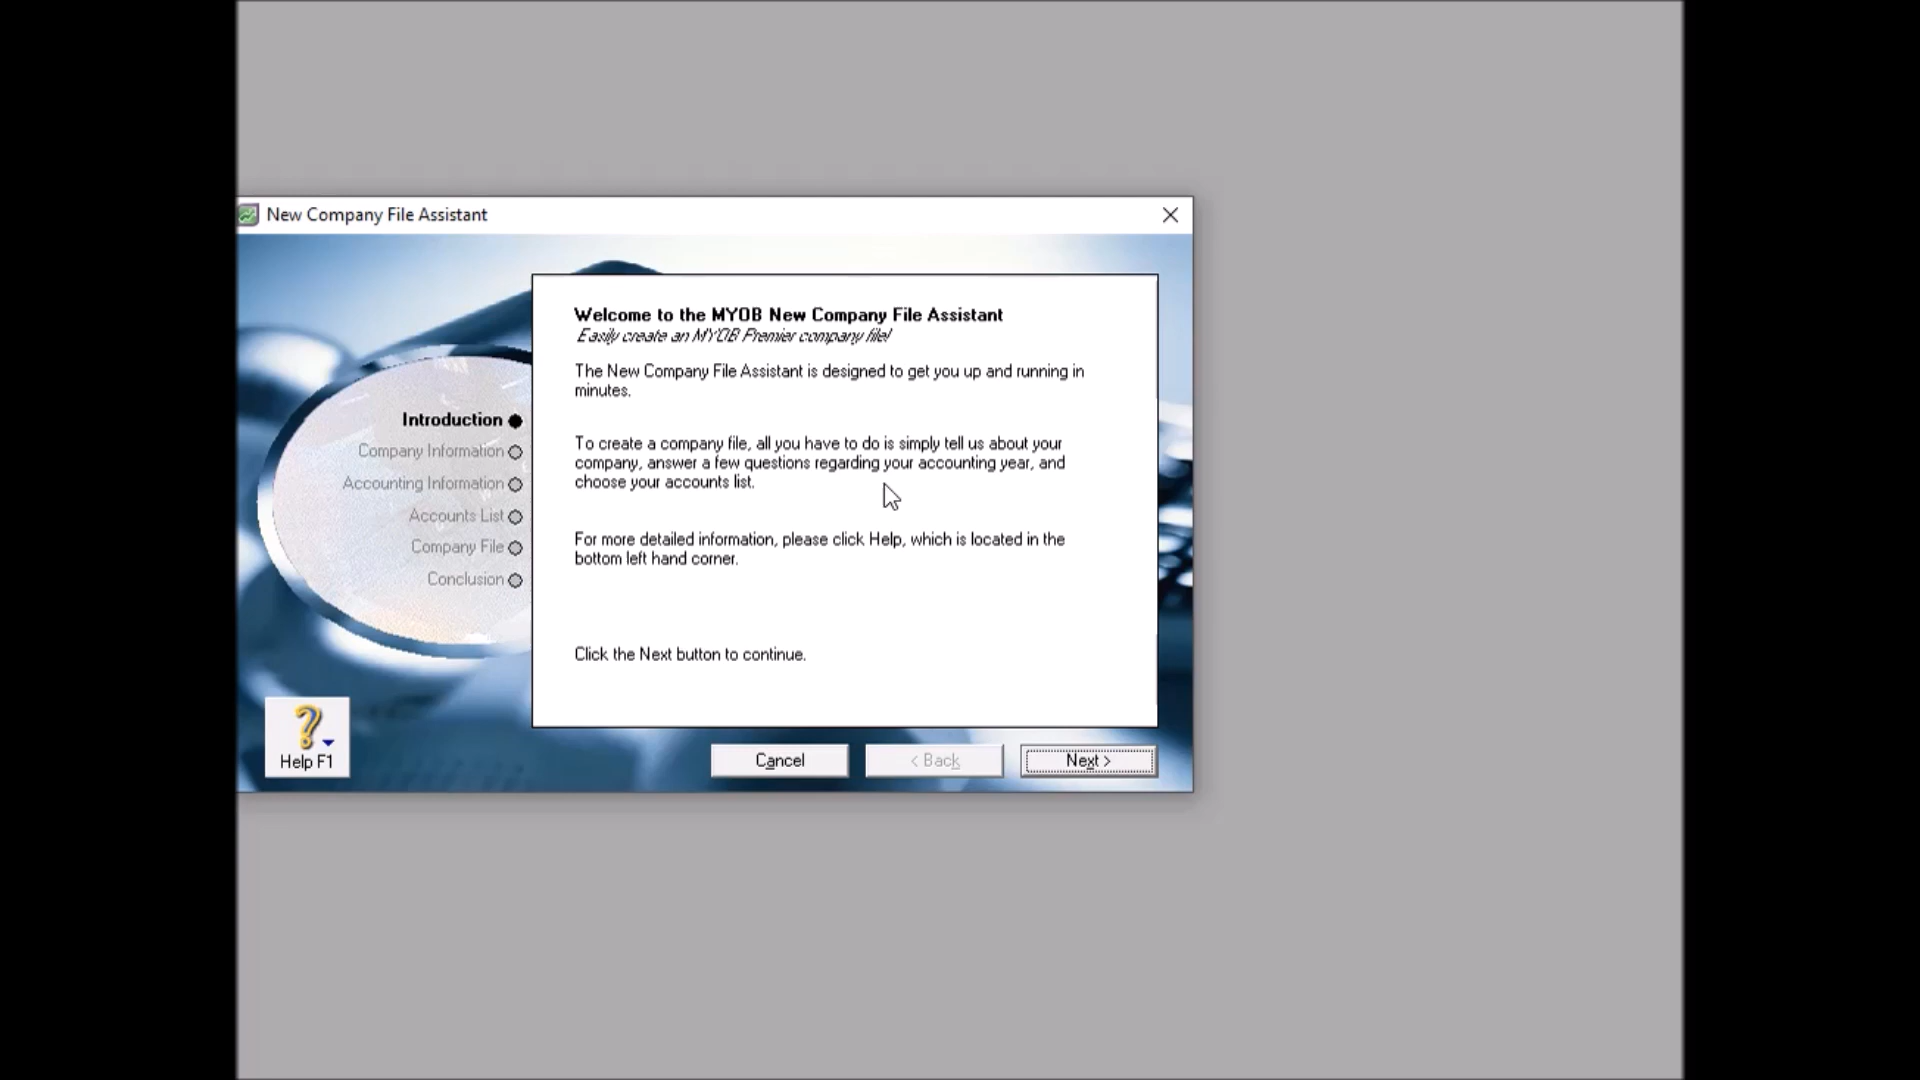 New Company File Assistant
Welcome to the MYOB New Company File Assistant
Easily create an MYOB Premier company file!
The New Company File Assistant is designed to get you up and running in
minutes.
To create a company file, all you have to do is simply tell us about your
company, answer a few questions regarding your accounting year, and
choose your accounts list.
For more detailed information, please click Help, which is located in the
bottom left hand corner.
Click the Next button to continue.
Introduction
Company Information
Accounting Information
Accounts List
Company File
Conclusion
Help F1
Cancel
< Back
Next >